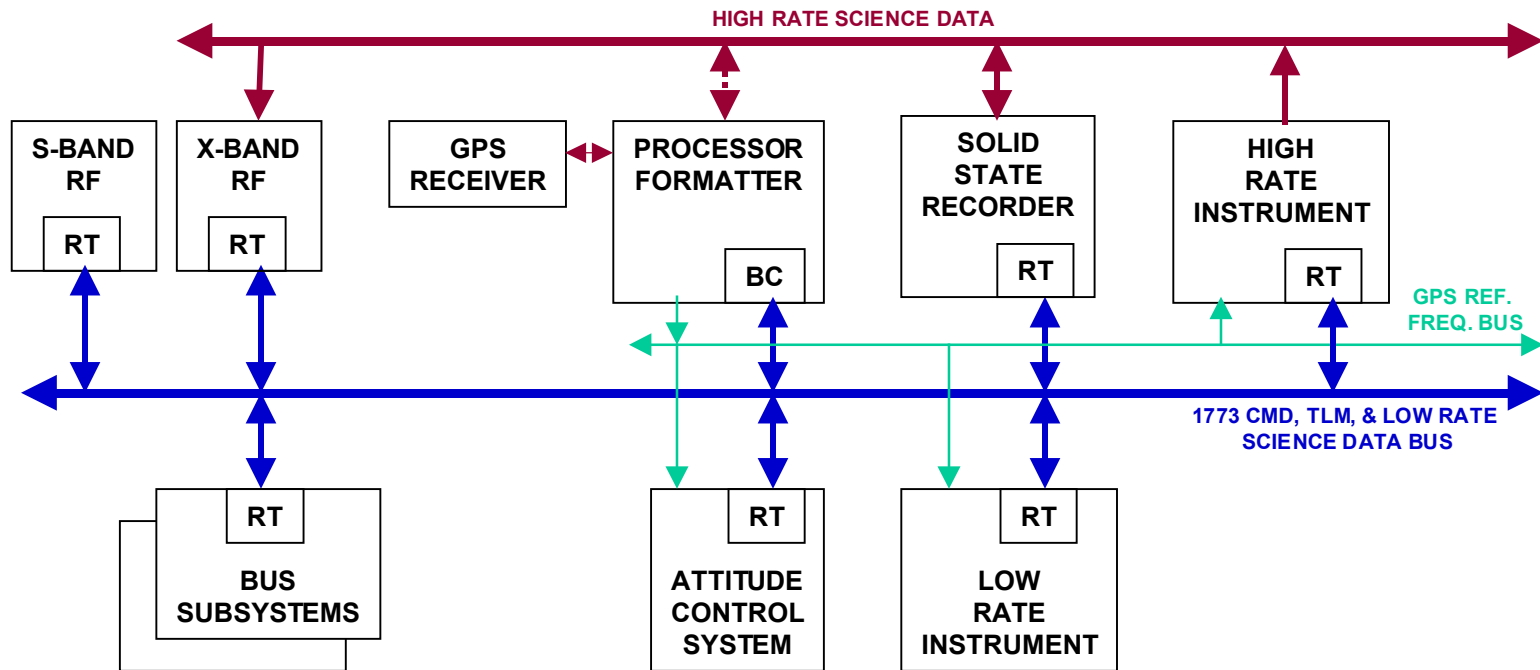 HIGH RATE SCIENCE DATA
S-BAND
RF
RT
X-BAND
RF
RT
GPS
RECEIVER
PROCESSOR
FORMATTER
BC
SOLID
STATE
RECORDER
RT
HIGH
RATE
INSTRUMENT
RT
GPS REF.
FREQ. BUS
1773 CMD, TLM, & LOW RATE
SCIENCE DATA BUS
RT
BUS
SUBSYSTEMS
RT
ATTITUDE
CONTROL
SYSTEM
RT
LOW
RATE
INSTRUMENT